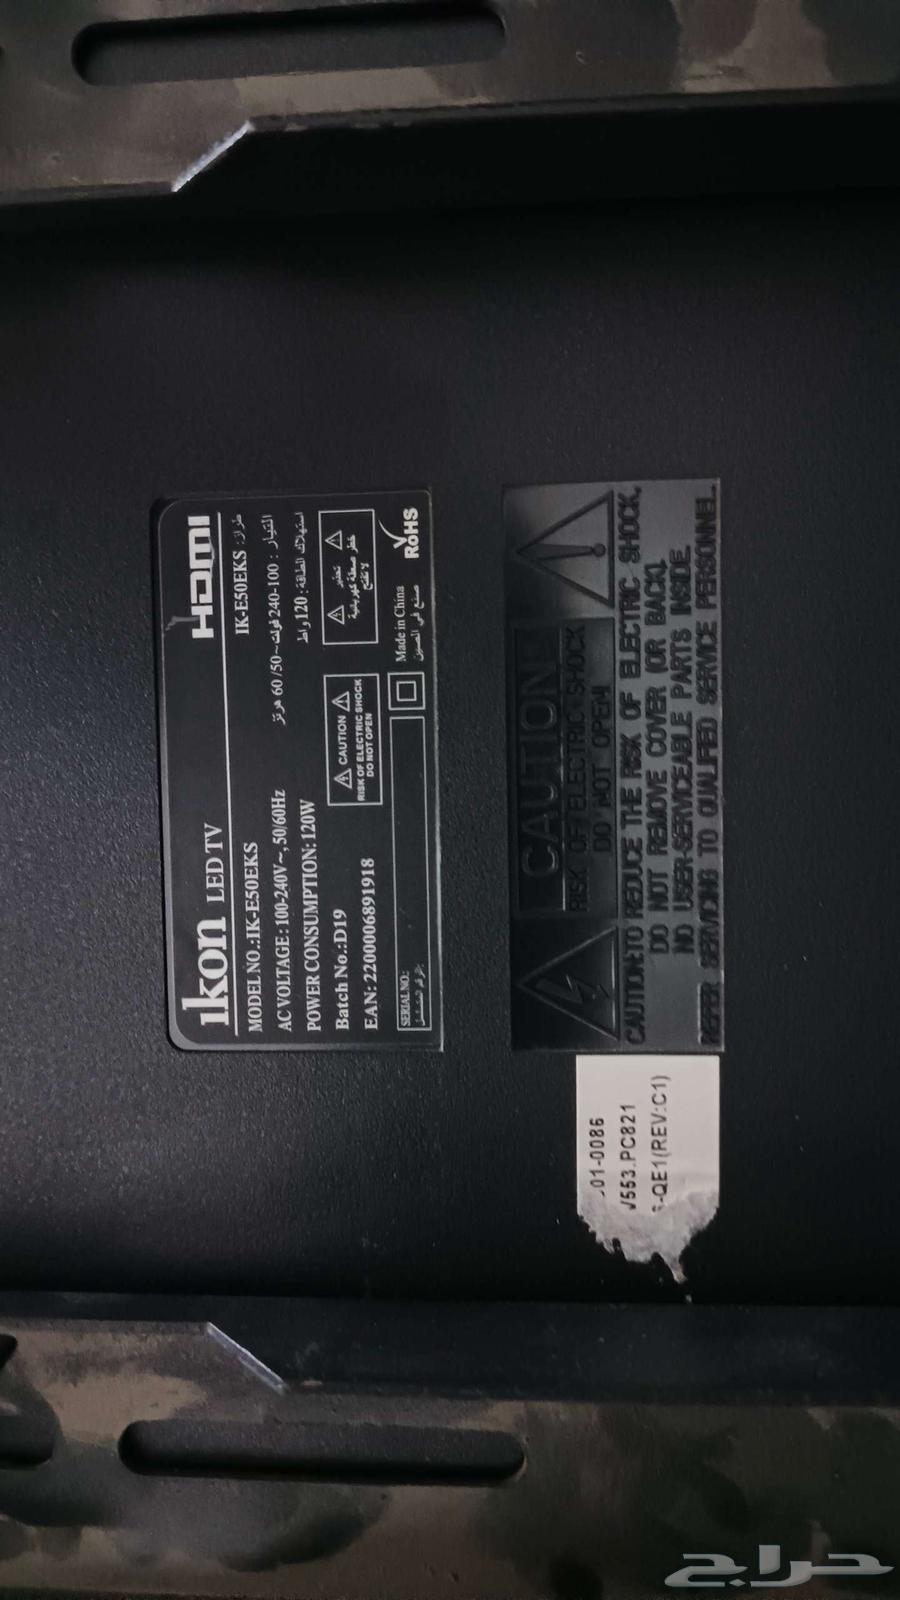 ıkon LED TV HDMI
MODEL NO.:IK-E50EKS
طراز: IK-E50EKS
AC VOLTAGE: 100-240V~, 50/60Hz
التيار: 100-240 فولت~ 50/ 60 هرتز
POWER CONSUMPTION: 120W
استهلاك الطاقة: 120 واط
Batch No.:D19
EAN: 2200006891918
CAUTION
RISK OF ELECTRIC SHOCK
DO NOT OPEN
تحذير
خطر صعقة كهربائية
لا تفتح
SERIAL NO:
Made in China
صنع في الصين
RoHS
CAUTION
RISK OF ELECTRIC SHOCK
DO NOT OPEN
CAUTION:TO REDUCE THE RISK OF ELECTRIC SHOCK,
DO NOT REMOVE COVER (OR BACK).
NO USER-SERVICEABLE PARTS INSIDE.
REFER SERVICING TO QUALIFIED SERVICE PERSONNEL.
01-0086
V553.PC821
-QE1(REV:C1)
حراج